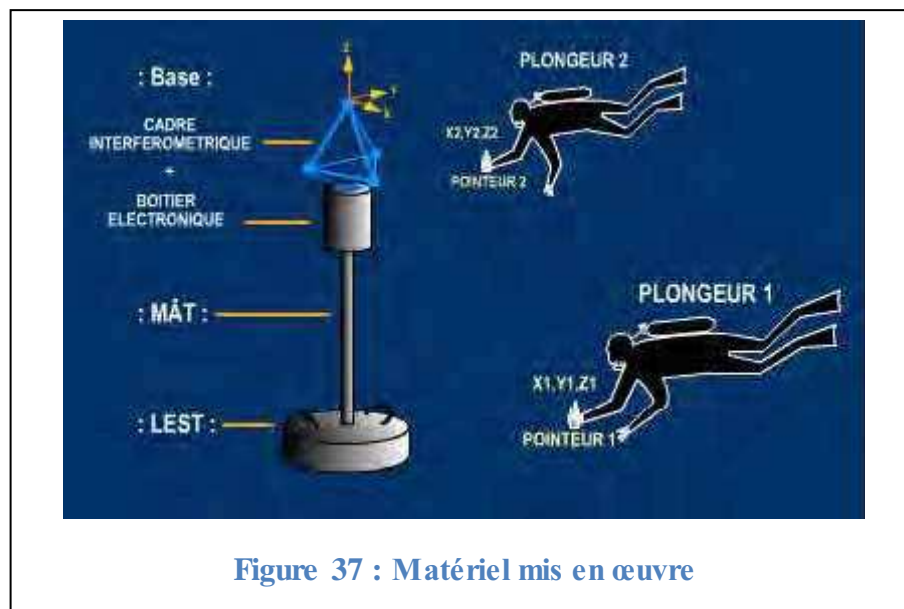 : Base :
CADRE
INTERFEROMETRIQUE
+
BOITIER
ELECTRONIQUE
: MÂT :
: LEST :
Z
Y
X
PLONGEUR 2
X2,Y2,Z2
POINTEUR 2
PLONGEUR 1
X1,Y1,Z1
POINTEUR 1
Figure 37 : Matériel mis en œuvre